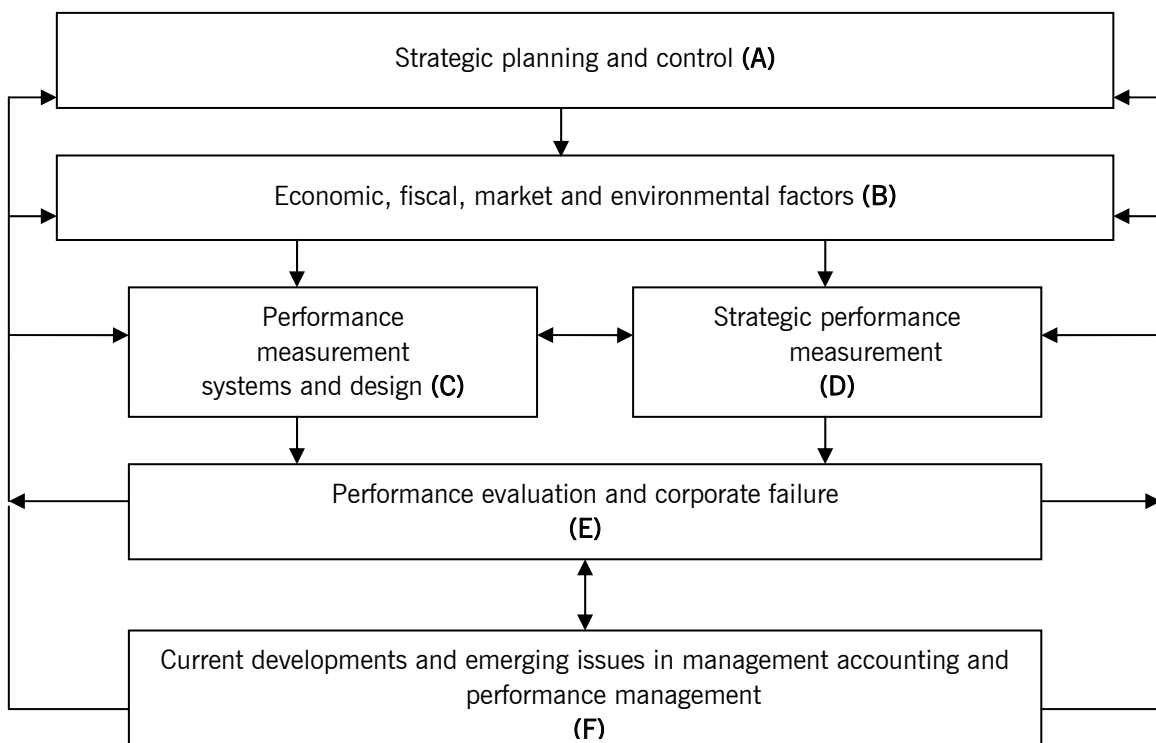 Strategic planning and control (A)
Economic, fiscal, market and environmental factors (B)
Performance
measurement
systems and design (C)
Strategic performance
measurement
(D)
Performance evaluation and corporate failure
(E)
Current developments and emerging issues in management accounting and
performance management
(F)